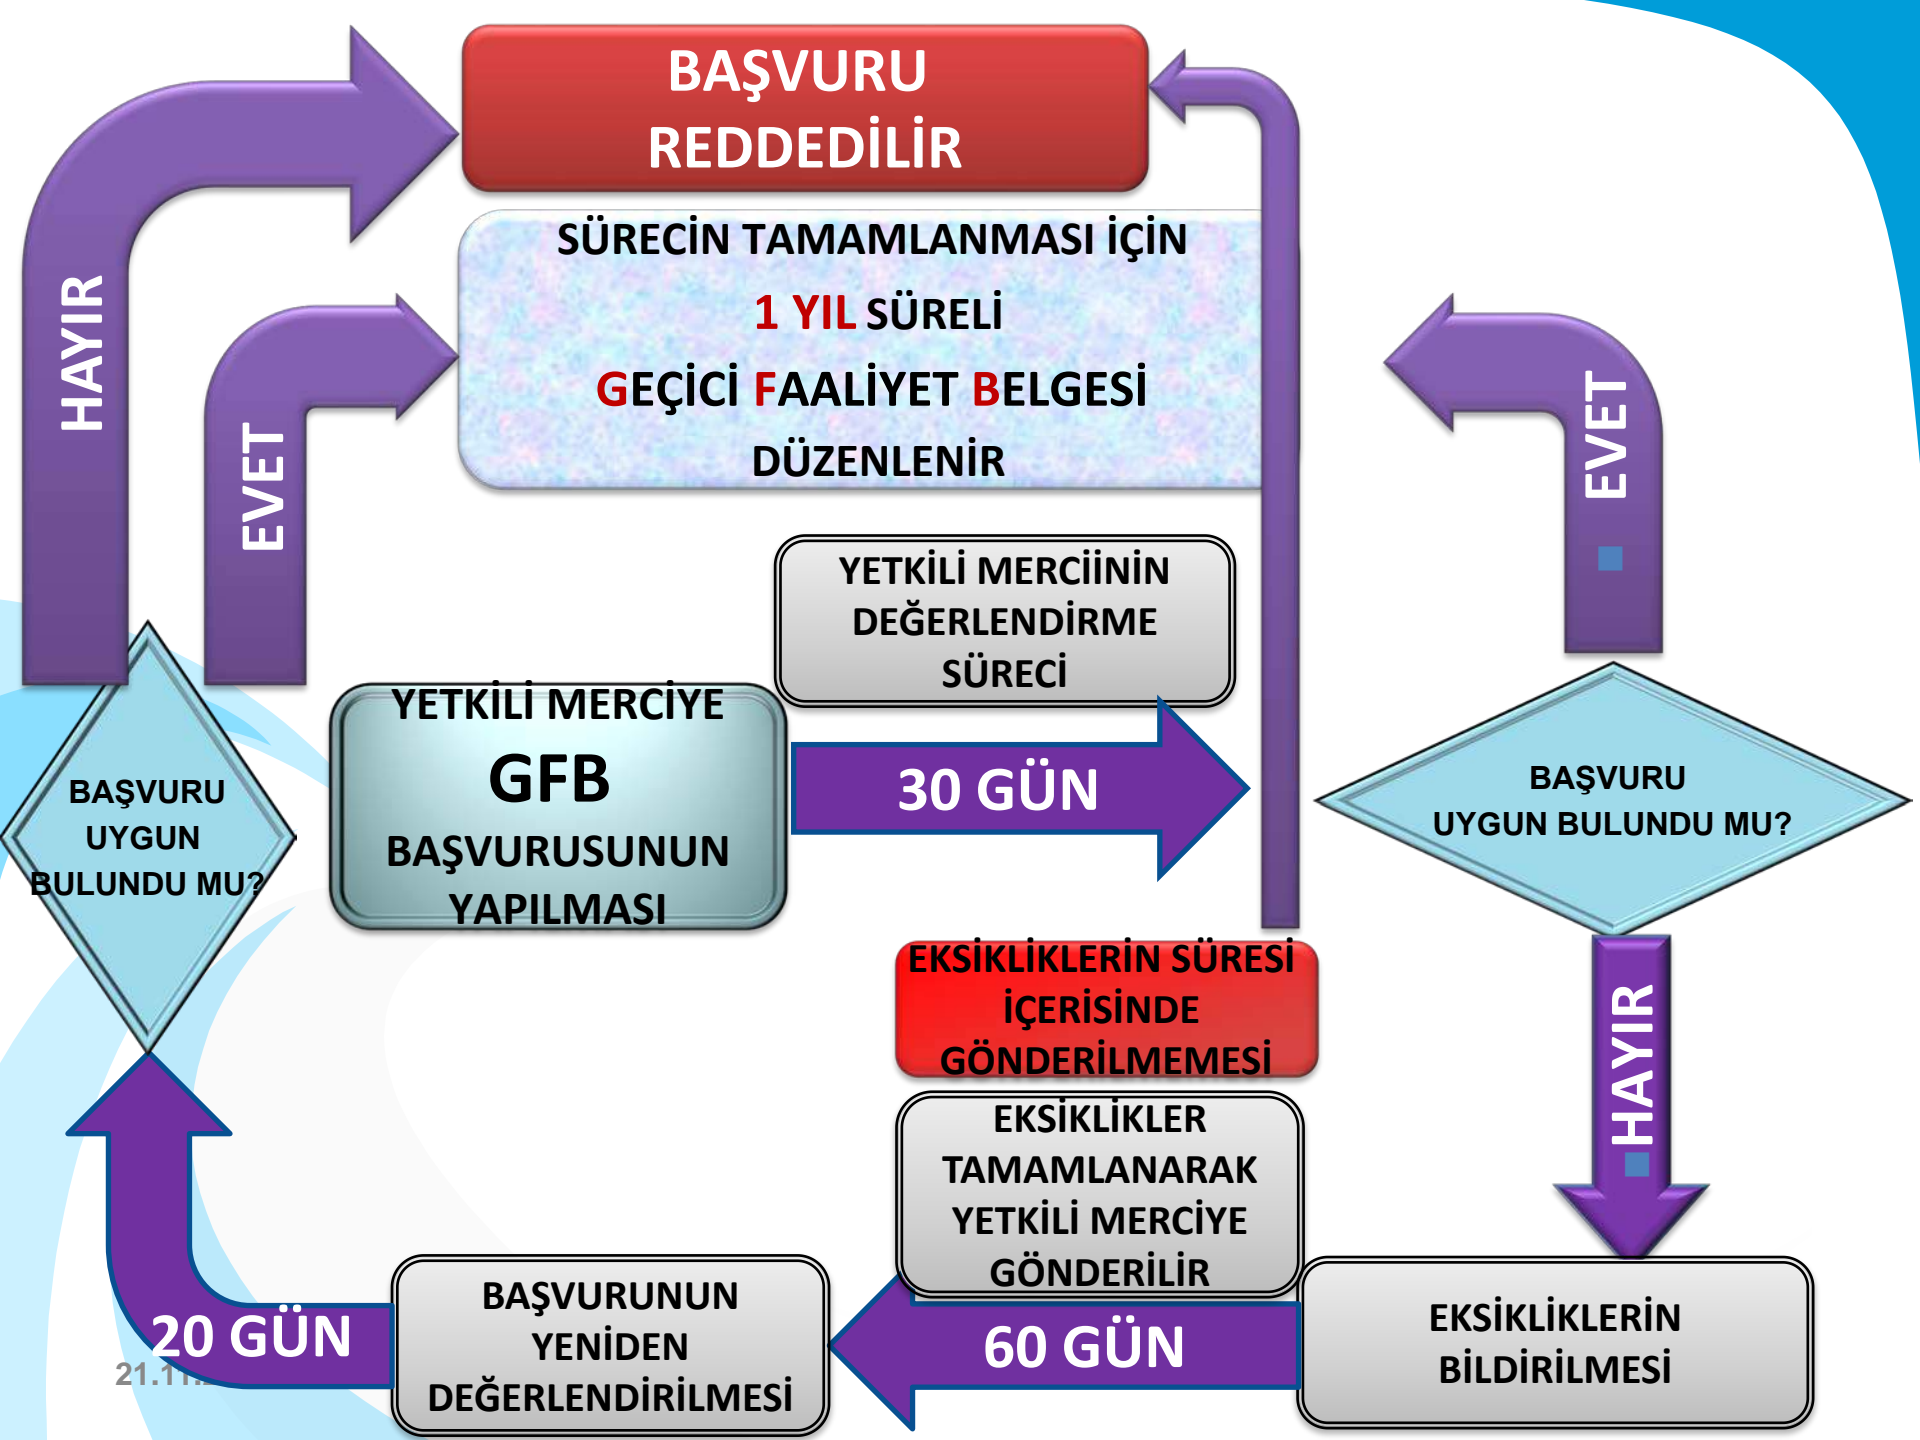 BAŞVURU
REDDEDİLİR
SÜRECİN TAMAMLANMASI İÇİN
1 YIL SÜRELİ
GEÇİCİ FAALİYET BELGESİ
DÜZENLENİR
HAYIR
EVET
EVET
YETKİLİ MERCİİNİN
DEĞERLENDİRME
SÜRECİ
YETKİLİ MERCİYE
GFB
BAŞVURUSUNUN
YAPILMASI
30 GÜN
BAŞVURU
UYGUN
BULUNDU MU?
BAŞVURU
UYGUN BULUNDU MU?
EKSİKLİKLERİN SÜRESİ
İÇERİSİNDE
GÖNDERİLMEMESİ
HAYIR
EKSİKLİKLER
TAMAMLANARAK
YETKİLİ MERCİYE
GÖNDERİLİR
BAŞVURUNUN
YENİDEN
DEĞERLENDİRİLMESİ
20 GÜN
60 GÜN
EKSİKLİKLERİN
BİLDİRİLMESİ